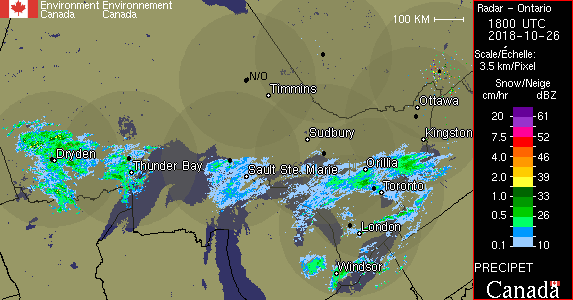 Environment Environnement
Canada Canada
100 KM
N/O
Timmins
Ottawa
Sudbury
Kingston
Dryden
Thunder Bay
Sault Ste. Marie
Orillia
Toronto
London
Windsor
Radar - Ontario
1800 UTC
2018-10-26
Scale/Échelle:
3.5 km/Pixel
Snow/Neige
cm/hr dBZ
20 61
7.5 52
4.0 46
2.0 39
1.0 33
0.5 26
0.1 10
PRECIPET
Canada